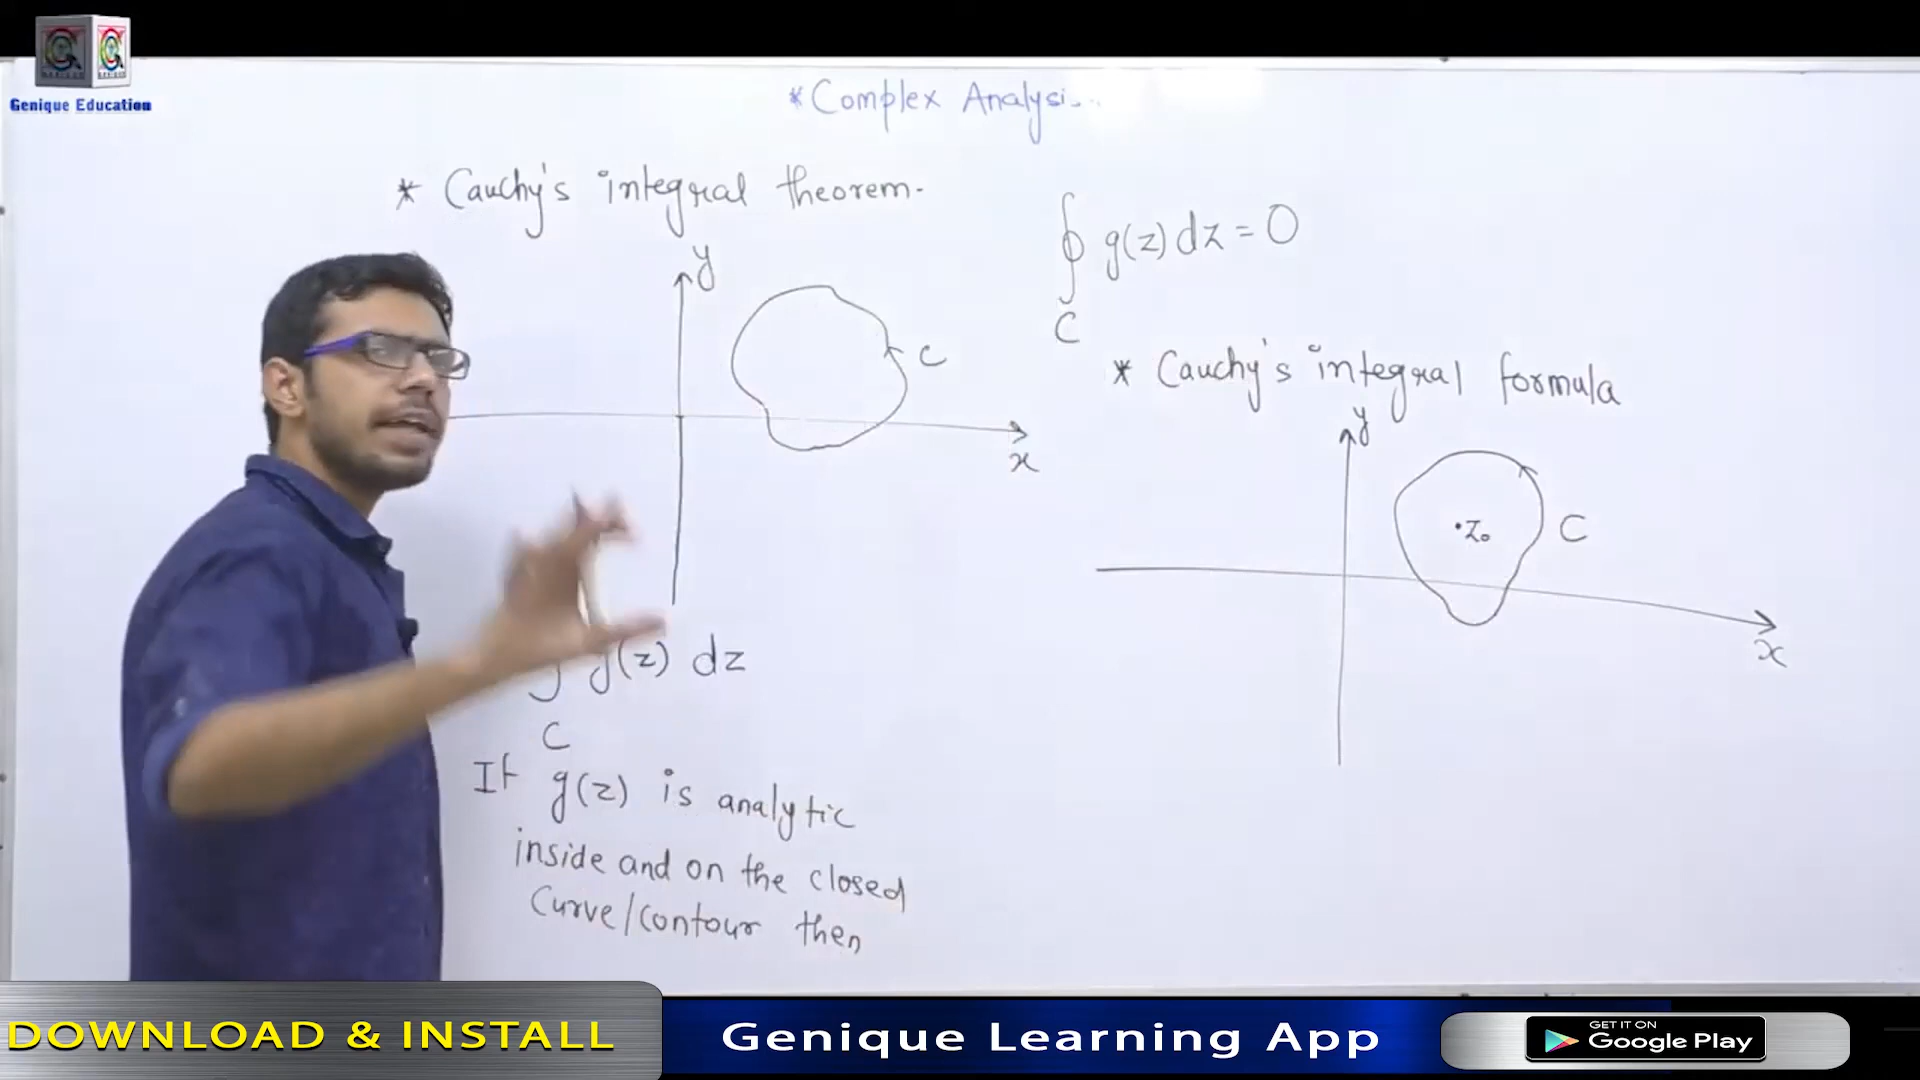 Genique Education
*Complex Analysis..
* Cauchy's integral theorem.
y
C
x
∮ g(z) dz = 0
C
* Cauchy's integral formula
y
.Z₀
C
x
g(z) dz
C
If g(z) is analytic
inside and on the closed
Curve/contour then
DOWNLOAD & INSTALL
Genique Learning App
GET IT ON
Google Play